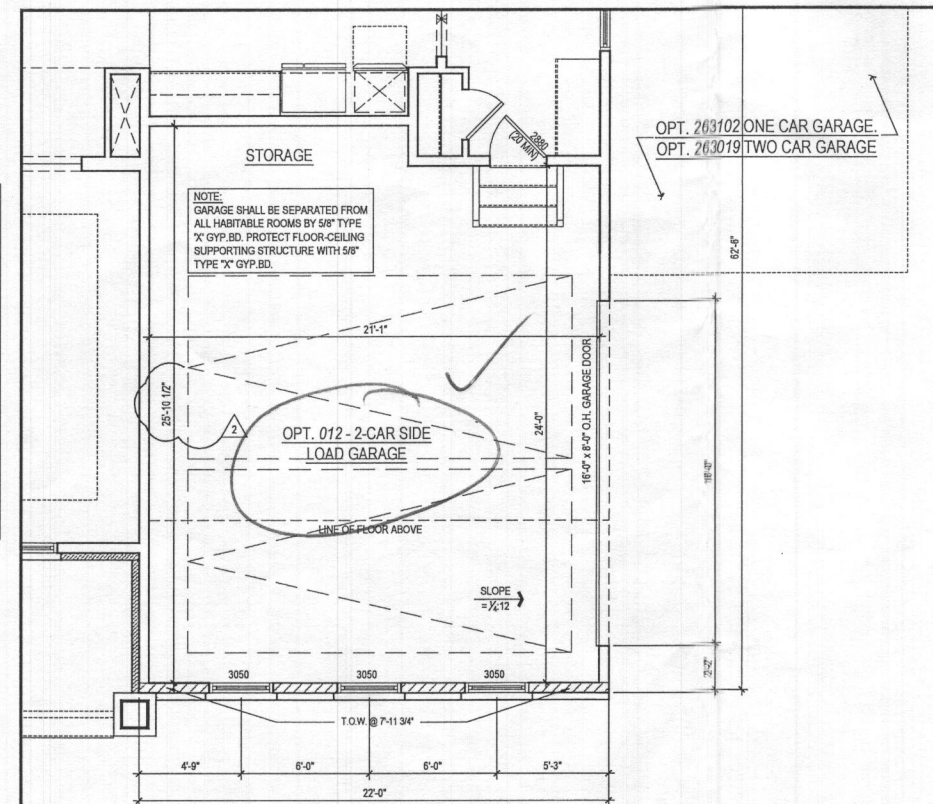 STORAGE
NOTE:
GARAGE SHALL BE SEPARATED FROM
ALL HABITABLE ROOMS BY 5/8" TYPE
'X' GYP.BD. PROTECT FLOOR-CEILING
SUPPORTING STRUCTURE WITH 5/8"
TYPE "X" GYP.BD.
2880
(20 MIN)
OPT. 263102 ONE CAR GARAGE.
OPT. 263019 TWO CAR GARAGE
62'-6"
21'-1"
25'-10 1/2"
2
OPT. 012 - 2-CAR SIDE
LOAD GARAGE
24'-0"
16'-0" x 8'-0" O.H. GARAGE DOOR
LINE OF FLOOR ABOVE
SLOPE
= 1/4:12
3050 3050 3050
T.O.W. @ 7'-11 3/4"
4'-9" 6'-0" 6'-0" 5'-3"
22'-0"